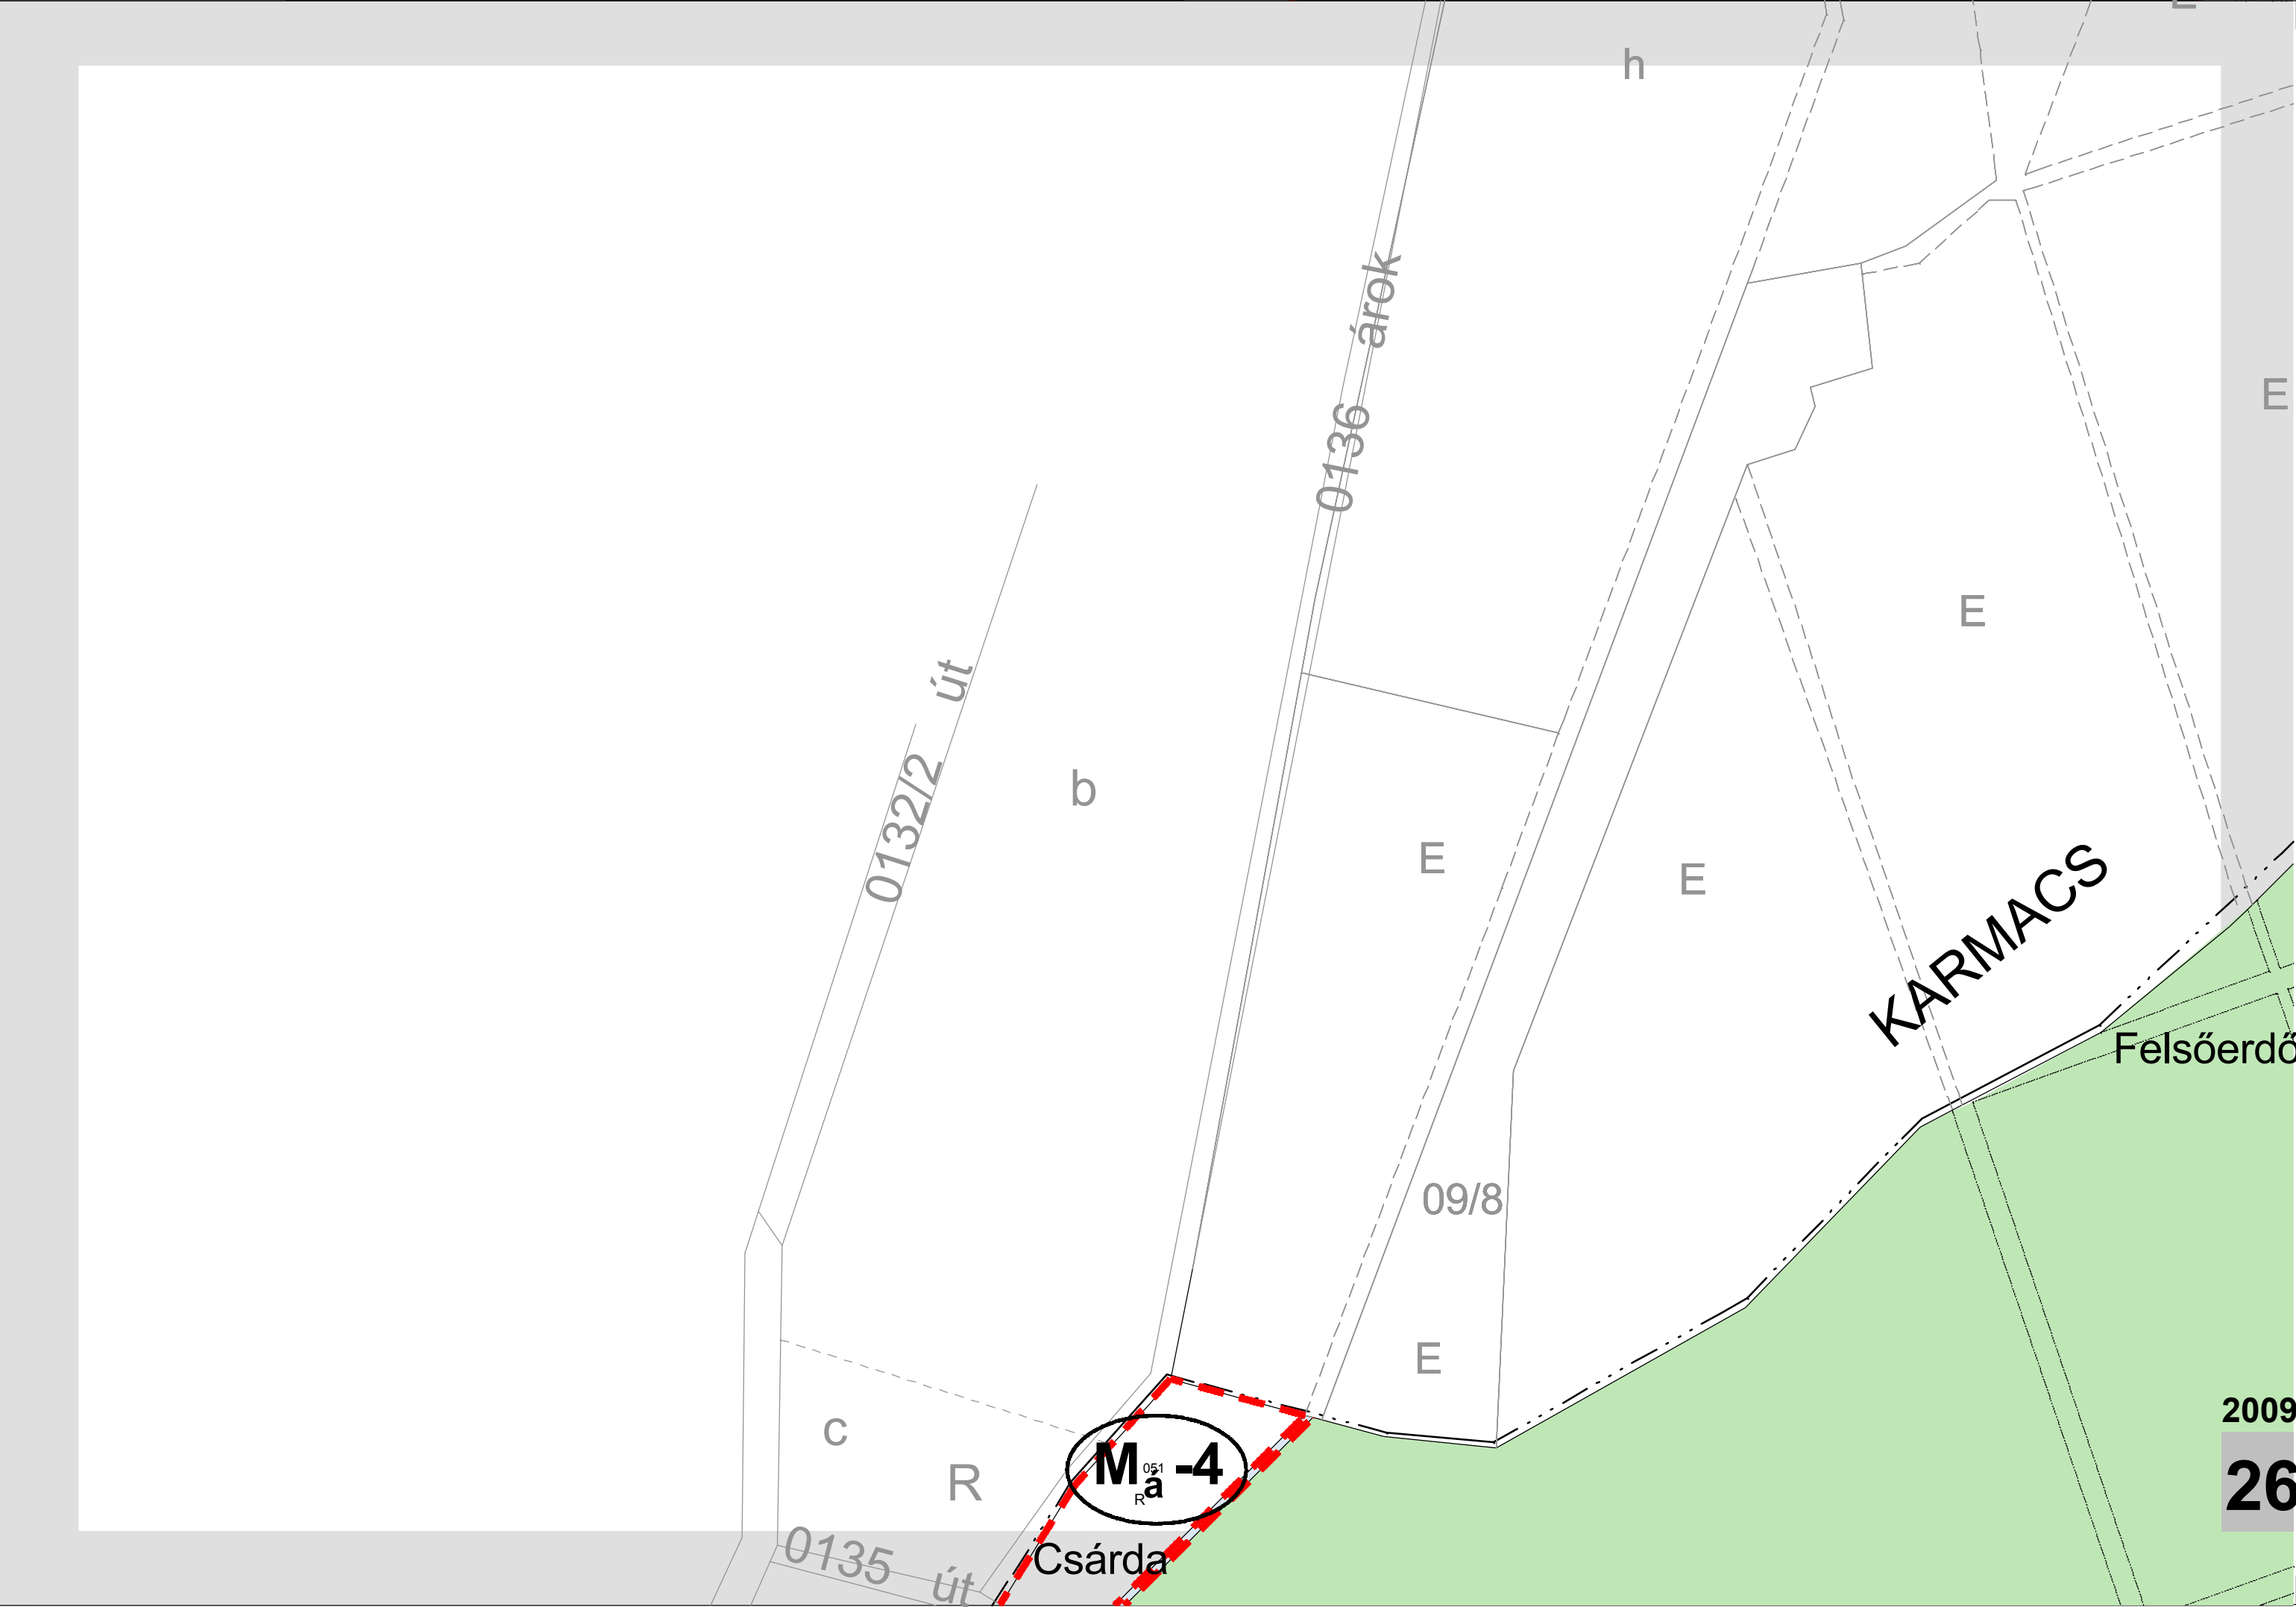 E
h
0136 árok
E
E
0132/2 út
b
E
E
KARMACS
Felsőerdő
09/8
E
2009
c
26
Má-4
051
R
R
0135 út
Csárda